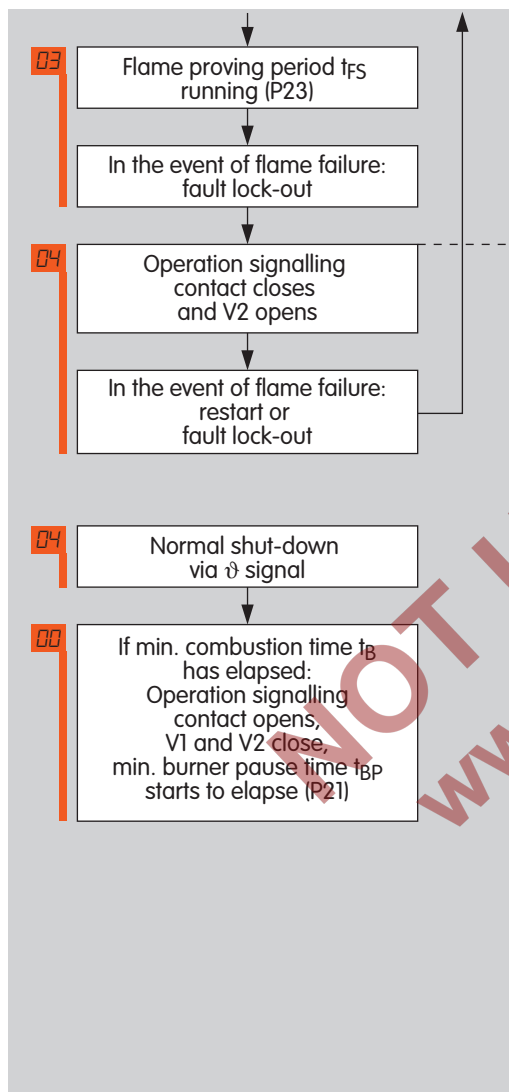 03
Flame proving period tFS
running (P23)
In the event of flame failure:
fault lock-out
04
Operation signalling
contact closes
and V2 opens
In the event of flame failure:
restart or
fault lock-out
04
Normal shut-down
via ϑ signal
00
If min. combustion time tB
has elapsed:
Operation signalling
contact opens,
V1 and V2 close,
min. burner pause time tBP
starts to elapse (P21)
NOT